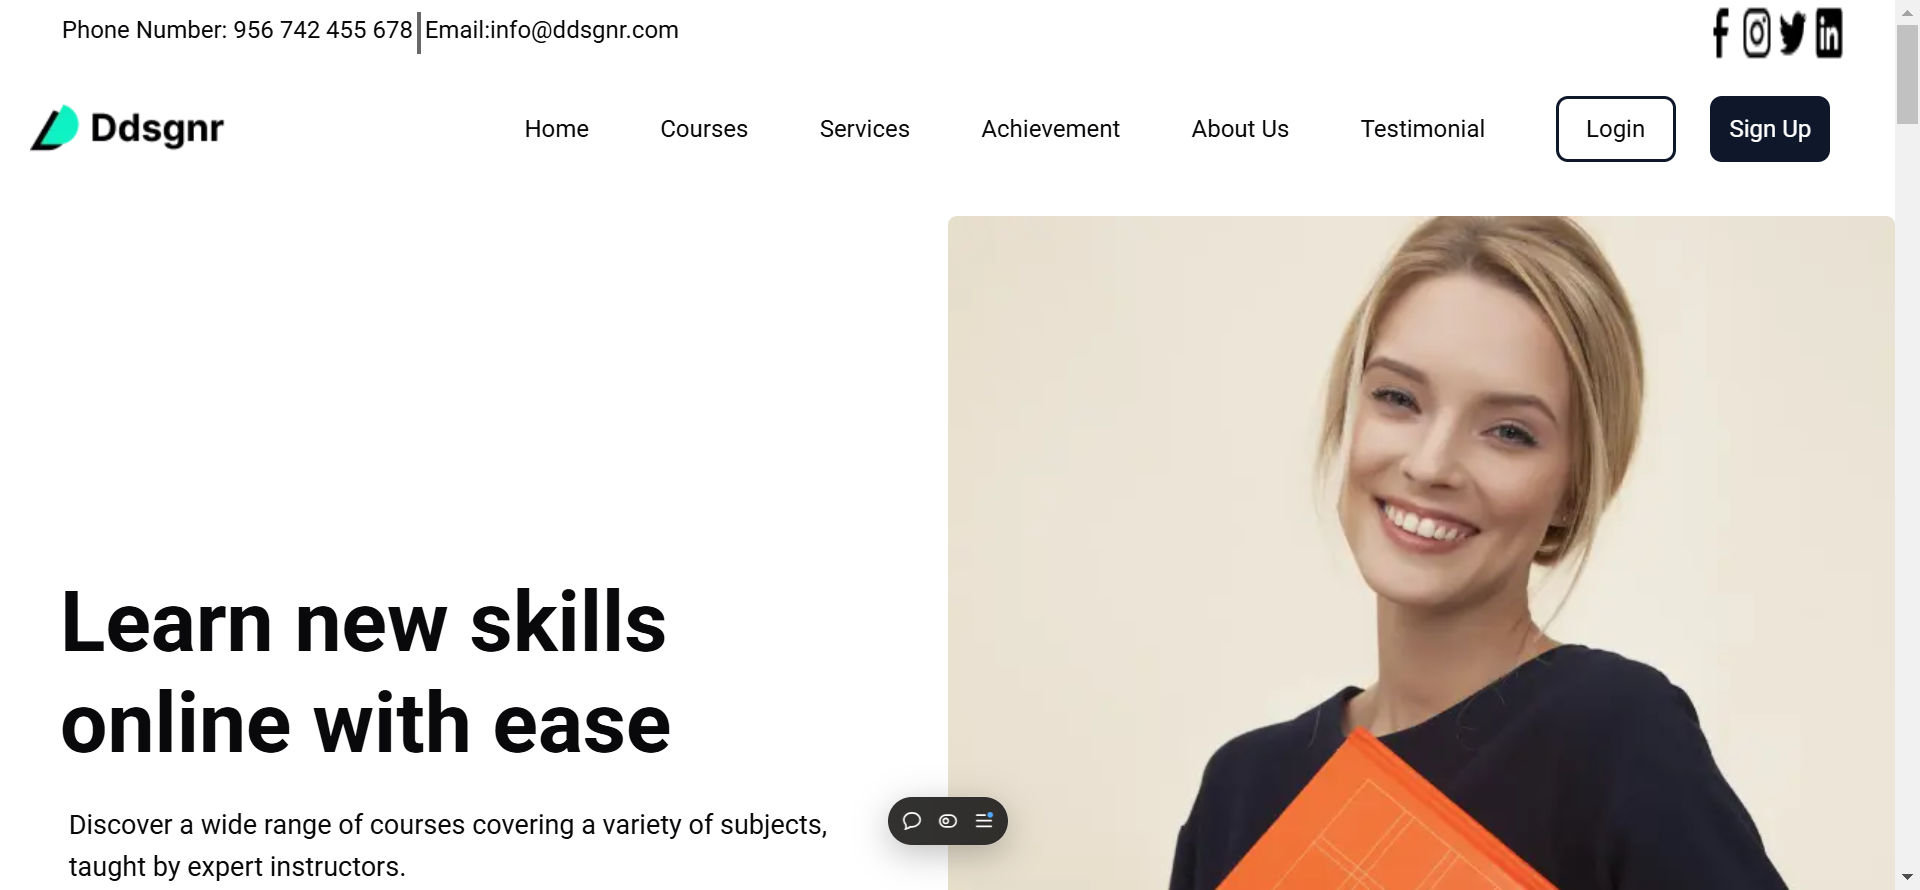 Phone Number: 956 742 455 678 Email:info@ddsgnr.com
Ddsgnr
Home Courses Services Achievement About Us Testimonial Login Sign Up
Learn new skills
online with ease
Discover a wide range of courses covering a variety of subjects,
taught by expert instructors.